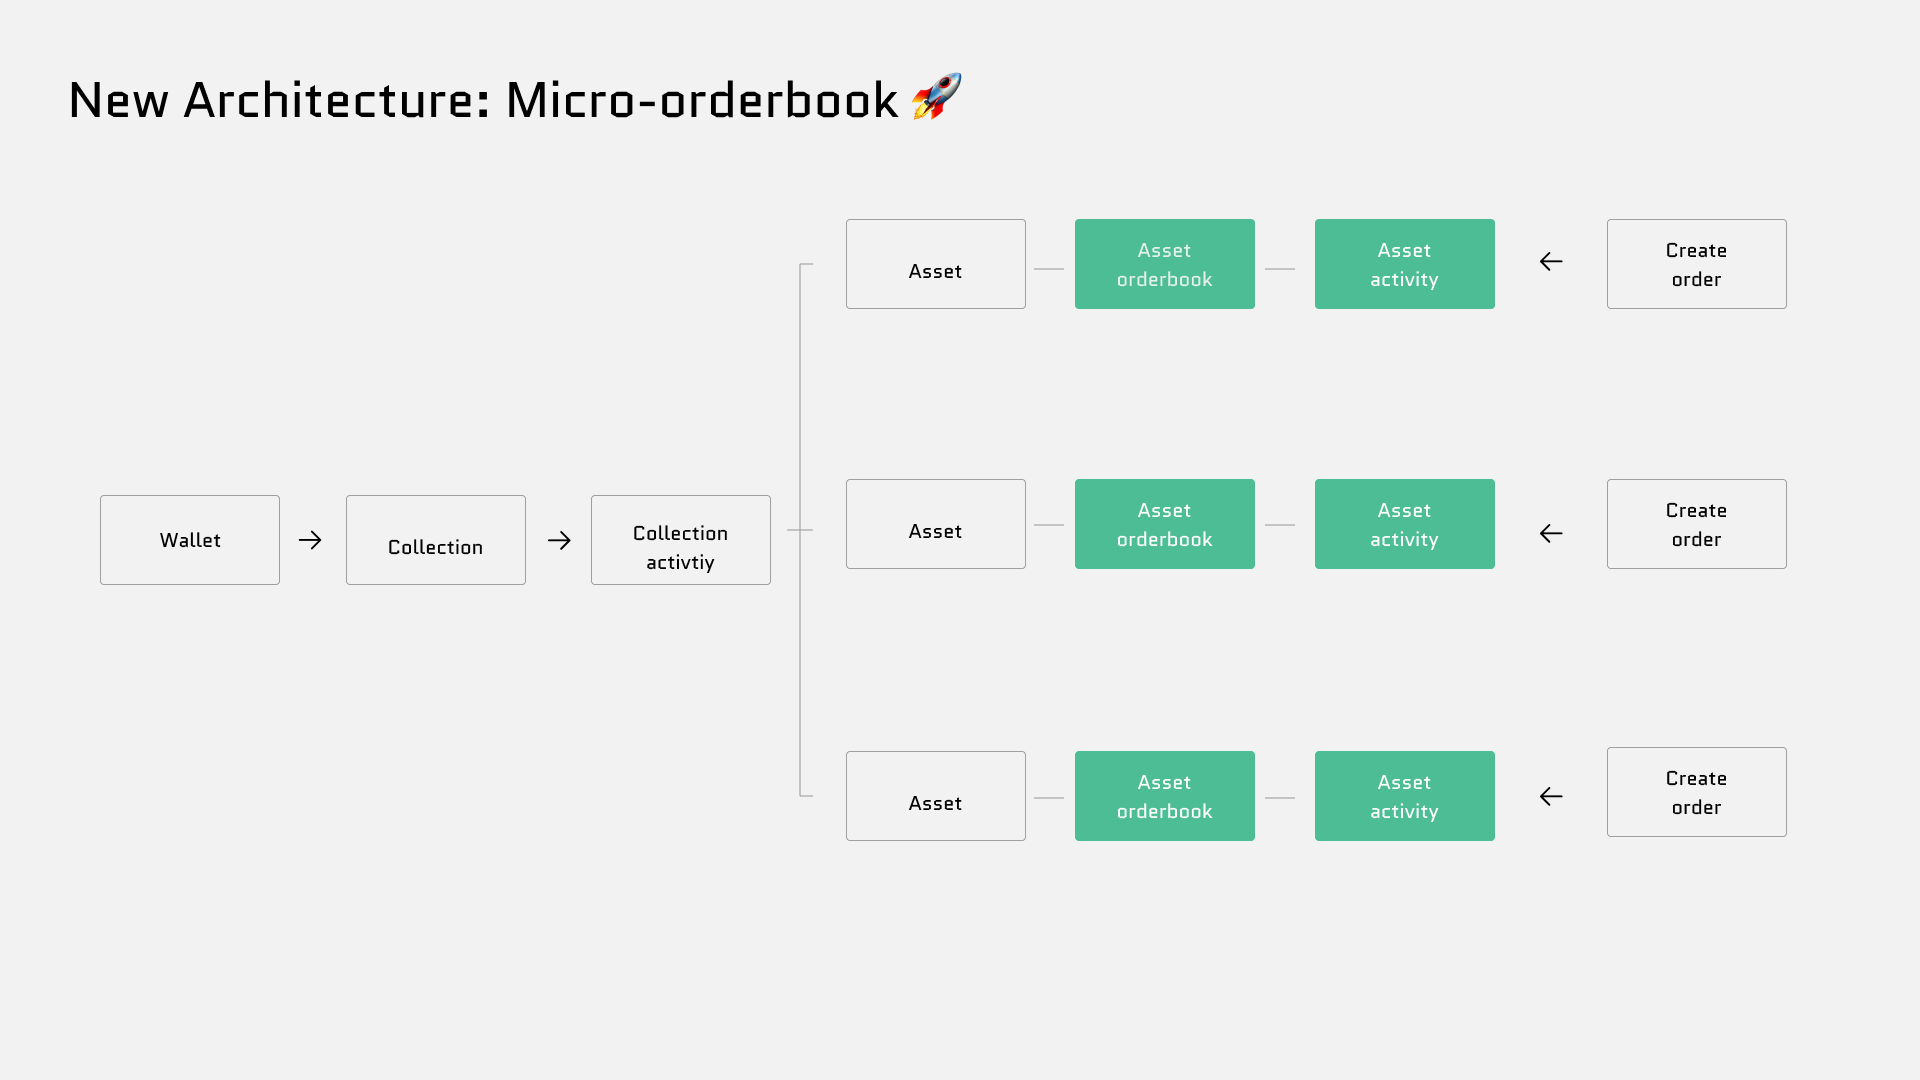 New Architecture: Micro-orderbook 🚀
Asset
Asset
orderbook
Asset
activity
Create
order
Wallet
Collection
Collection
activtiy
Asset
Asset
orderbook
Asset
activity
Create
order
Asset
Asset
orderbook
Asset
activity
Create
order